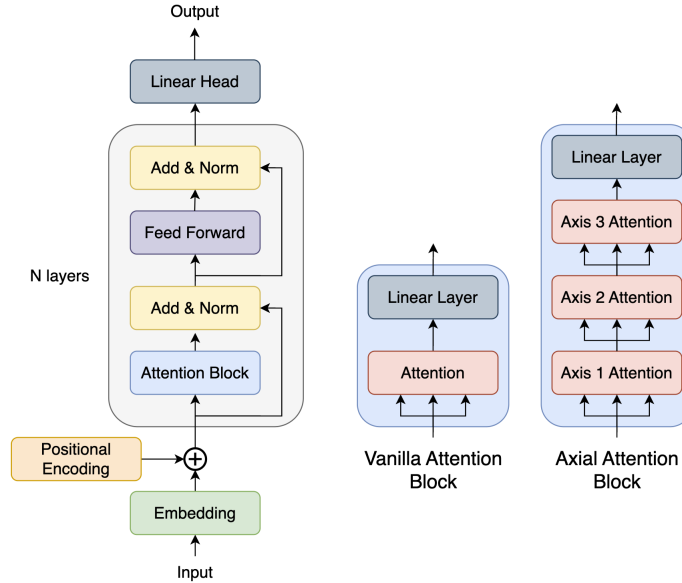 Output
Linear Head
Add & Norm
Feed Forward
N layers
Add & Norm
Attention Block
Positional
Encoding
Embedding
Input
Linear Layer
Attention
Vanilla Attention
Block
Linear Layer
Axis 3 Attention
Axis 2 Attention
Axis 1 Attention
Axial Attention
Block